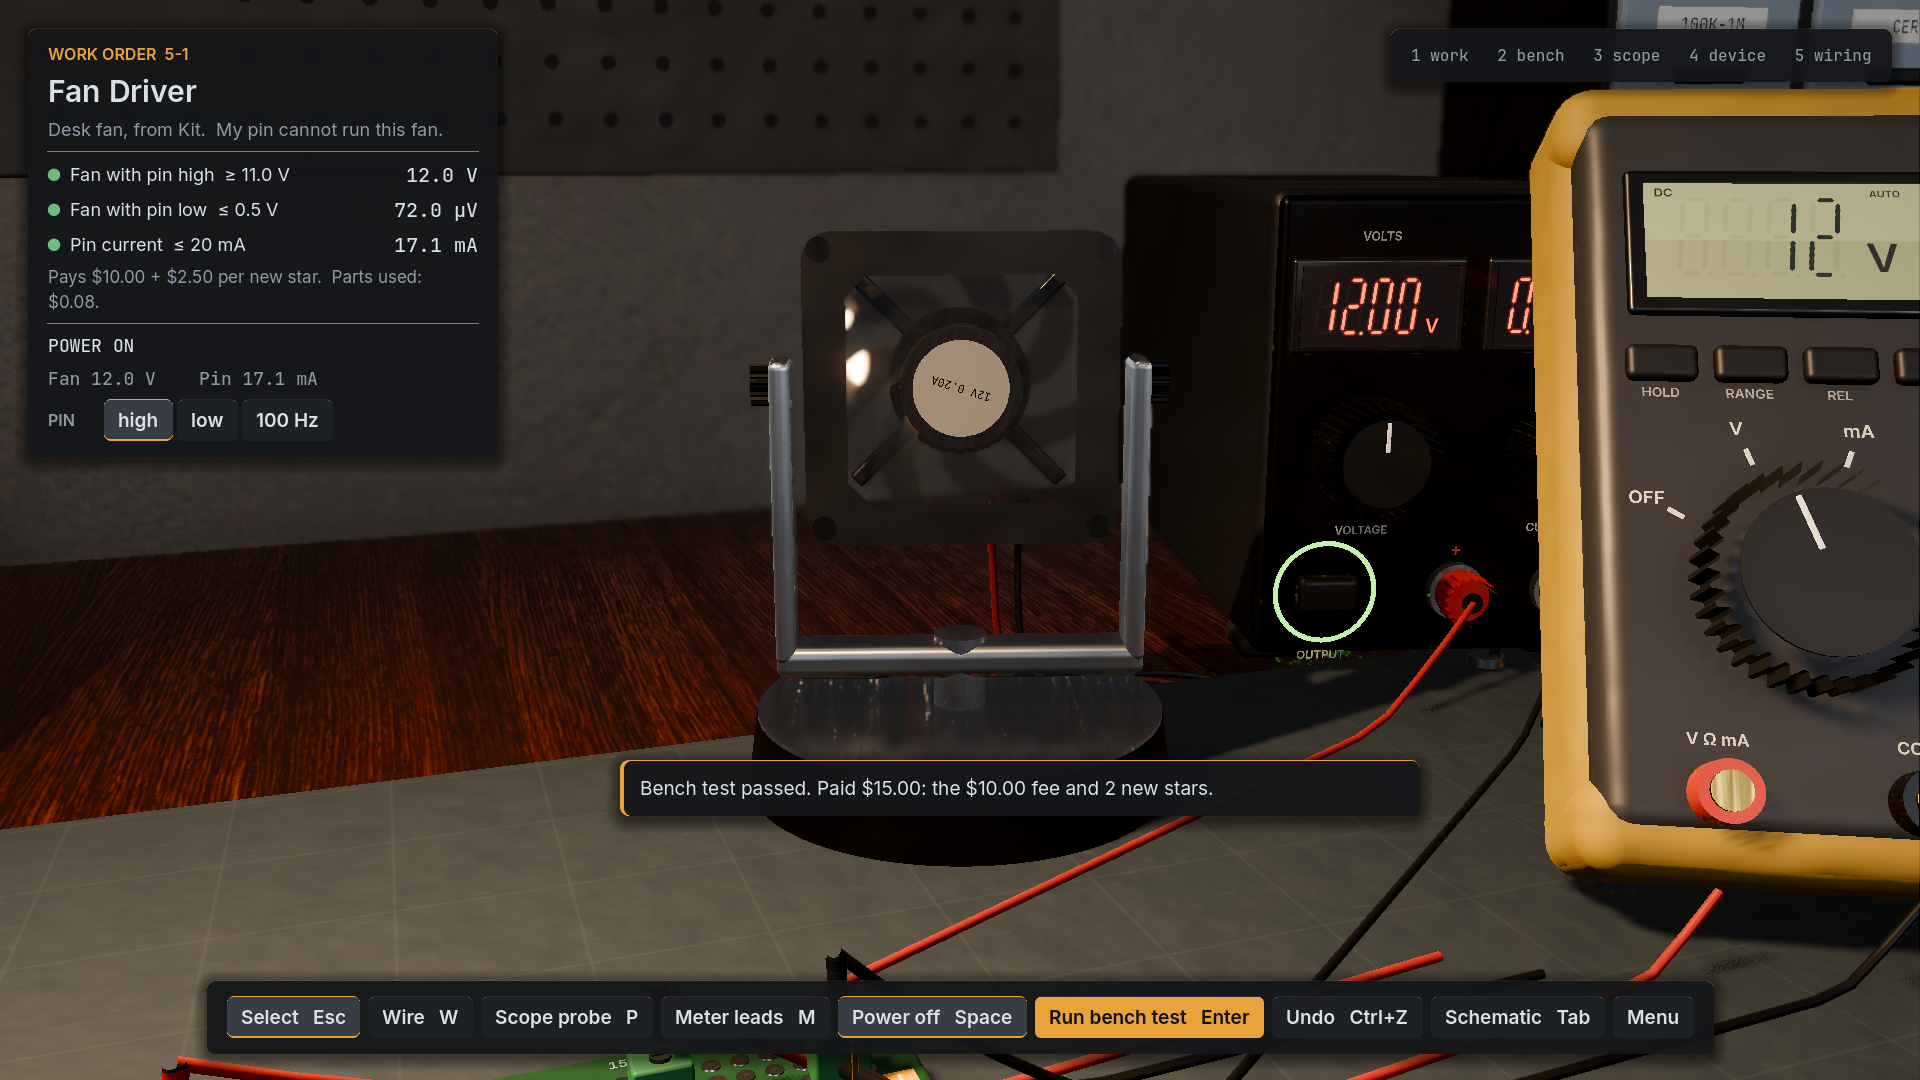 WORK ORDER 5-1
Fan Driver
Desk fan, from Kit. My pin cannot run this fan.
Fan with pin high ≥ 11.0 V 12.0 V
Fan with pin low ≤ 0.5 V 72.0 µV
Pin current ≤ 20 mA 17.1 mA
Pays $10.00 + $2.50 per new star. Parts used:
$0.08.
POWER ON
Fan 12.0 V Pin 17.1 mA
PIN high low 100 Hz
1 work 2 bench 3 scope 4 device 5 wiring
100K-1M
CER
VOLTS
12.00 V
VOLTAGE
+
OUTPUT
12V 0.20A
DC AUTO
12 V
HOLD RANGE REL
V mA
OFF
V Ω mA
Bench test passed. Paid $15.00: the $10.00 fee and 2 new stars.
Select Esc Wire W Scope probe P Meter leads M Power off Space Run bench test Enter Undo Ctrl+Z Schematic Tab Menu
15